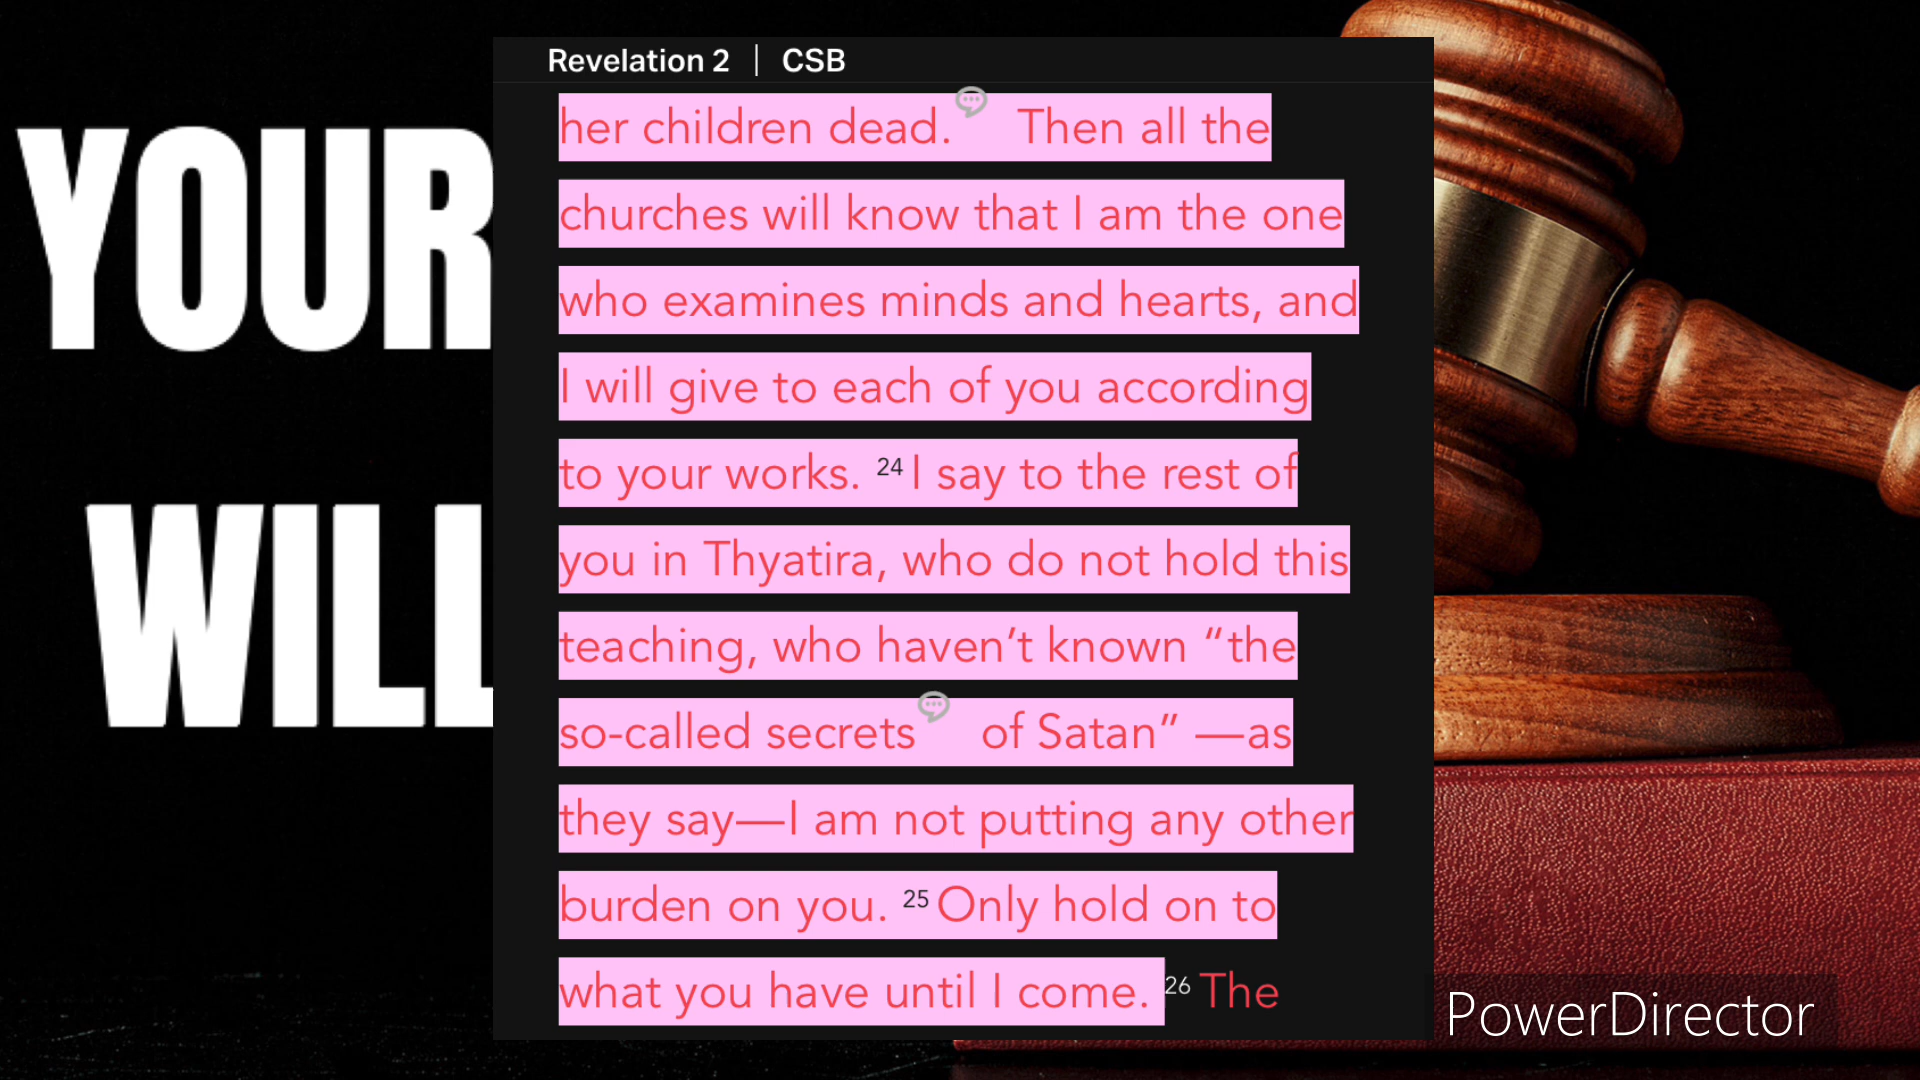 YOUR
WILL
Revelation 2 | CSB
her children dead. Then all the
churches will know that I am the one
who examines minds and hearts, and
I will give to each of you according
to your works. 24 I say to the rest of
you in Thyatira, who do not hold this
teaching, who haven’t known “the
so-called secrets of Satan” —as
they say—I am not putting any other
burden on you. 25 Only hold on to
what you have until I come. 26 The
PowerDirector